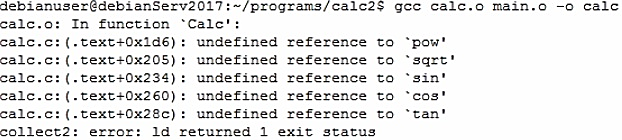 debianuser@debianServ2017:~/programs/calc2$ gcc calc.o main.o -o calc
calc.o: In function `Calc':
calc.c:(.text+0x1d6): undefined reference to `pow'
calc.c:(.text+0x205): undefined reference to `sqrt'
calc.c:(.text+0x234): undefined reference to `sin'
calc.c:(.text+0x260): undefined reference to `cos'
calc.c:(.text+0x28c): undefined reference to `tan'
collect2: error: ld returned 1 exit status